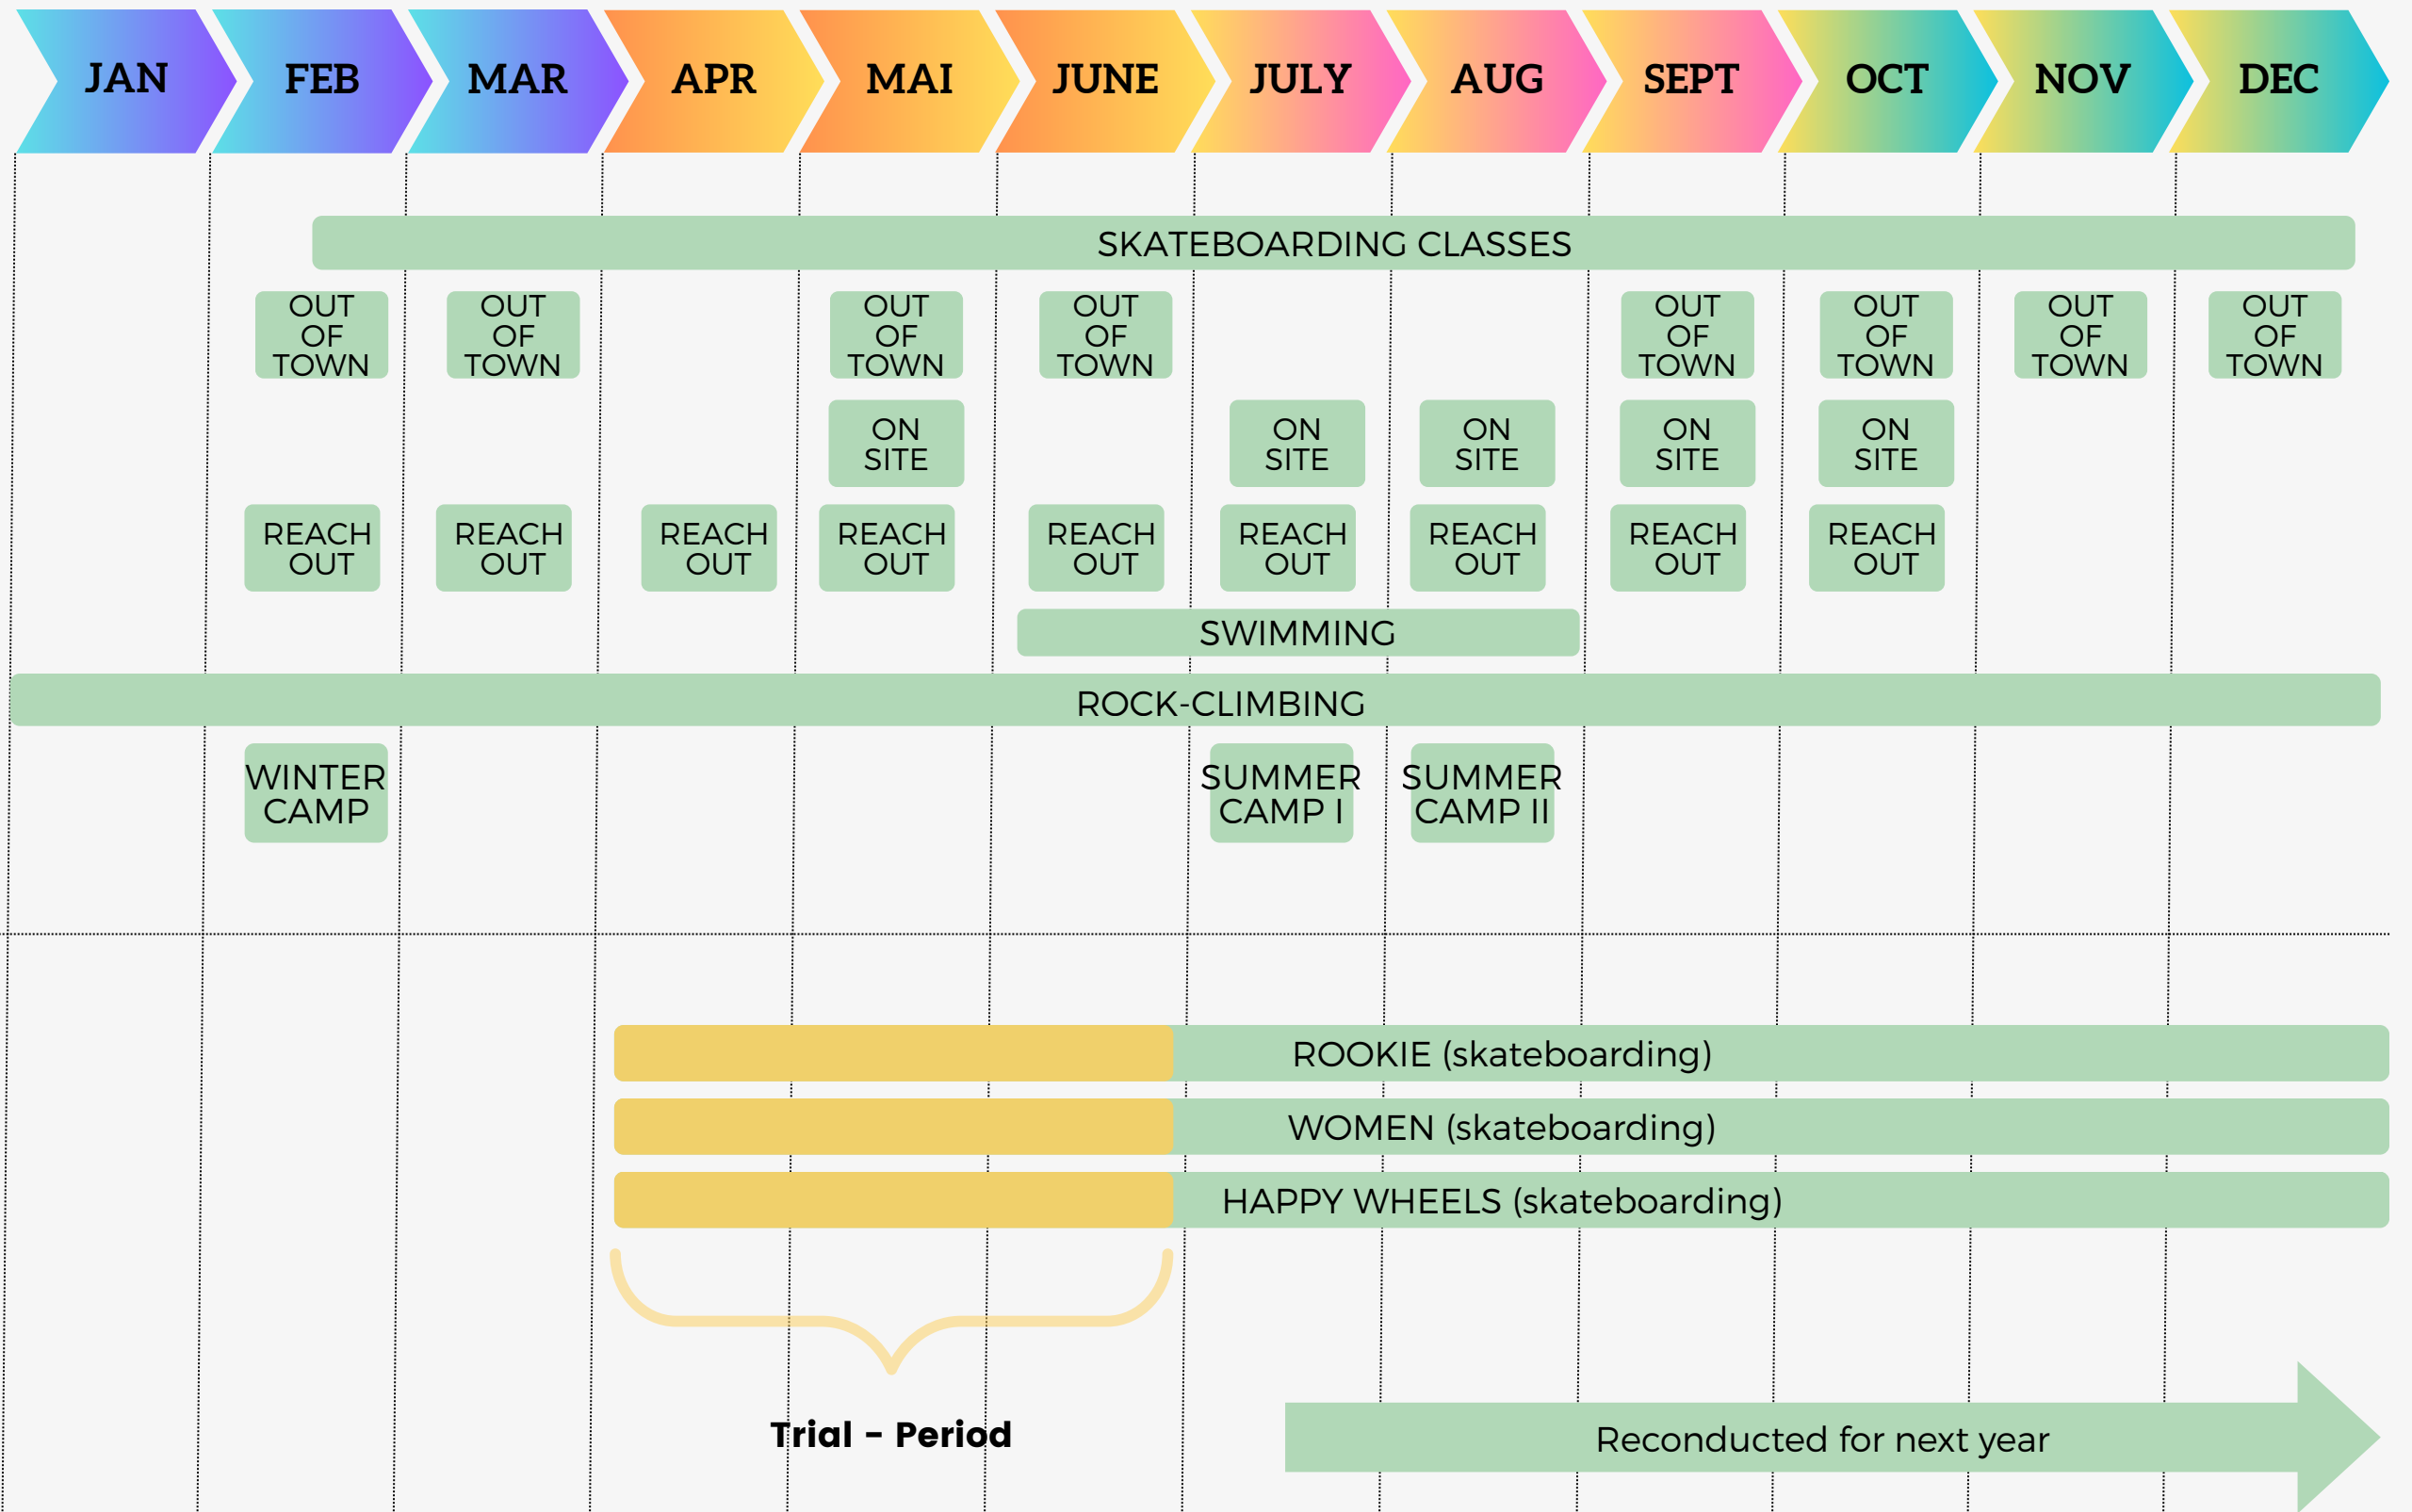 JAN
FEB
MAR
APR
MAI
JUNE
JULY
AUG
SEPT
OCT
NOV
DEC
SKATEBOARDING CLASSES
OUT
OF
TOWN
OUT
OF
TOWN
OUT
OF
TOWN
OUT
OF
TOWN
OUT
OF
TOWN
OUT
OF
TOWN
OUT
OF
TOWN
OUT
OF
TOWN
ON
SITE
ON
SITE
ON
SITE
ON
SITE
ON
SITE
REACH
OUT
REACH
OUT
REACH
OUT
REACH
OUT
REACH
OUT
REACH
OUT
REACH
OUT
REACH
OUT
REACH
OUT
SWIMMING
ROCK-CLIMBING
WINTER
CAMP
SUMMER
CAMP I
SUMMER
CAMP II
ROOKIE (skateboarding)
WOMEN (skateboarding)
HAPPY WHEELS (skateboarding)
Trial - Period
Reconducted for next year